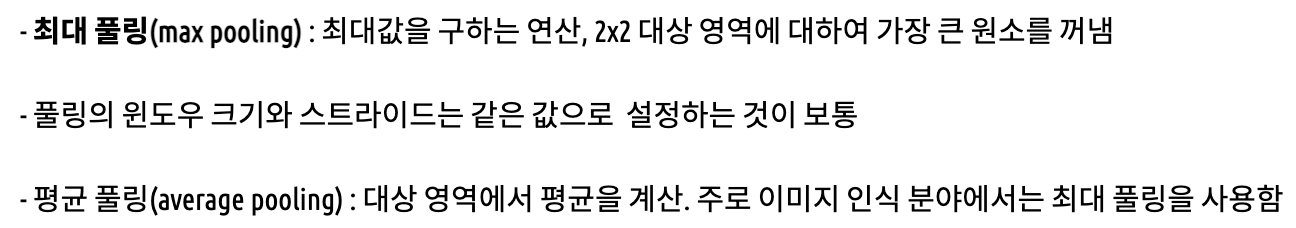 - 최대 풀링(max pooling) : 최대값을 구하는 연산, 2x2 대상 영역에 대하여 가장 큰 원소를 꺼냄
- 풀링의 윈도우 크기와 스트라이드는 같은 값으로  설정하는 것이 보통
- 평균 풀링(average pooling) : 대상 영역에서 평균을 계산. 주로 이미지 인식 분야에서는 최대 풀링을 사용함